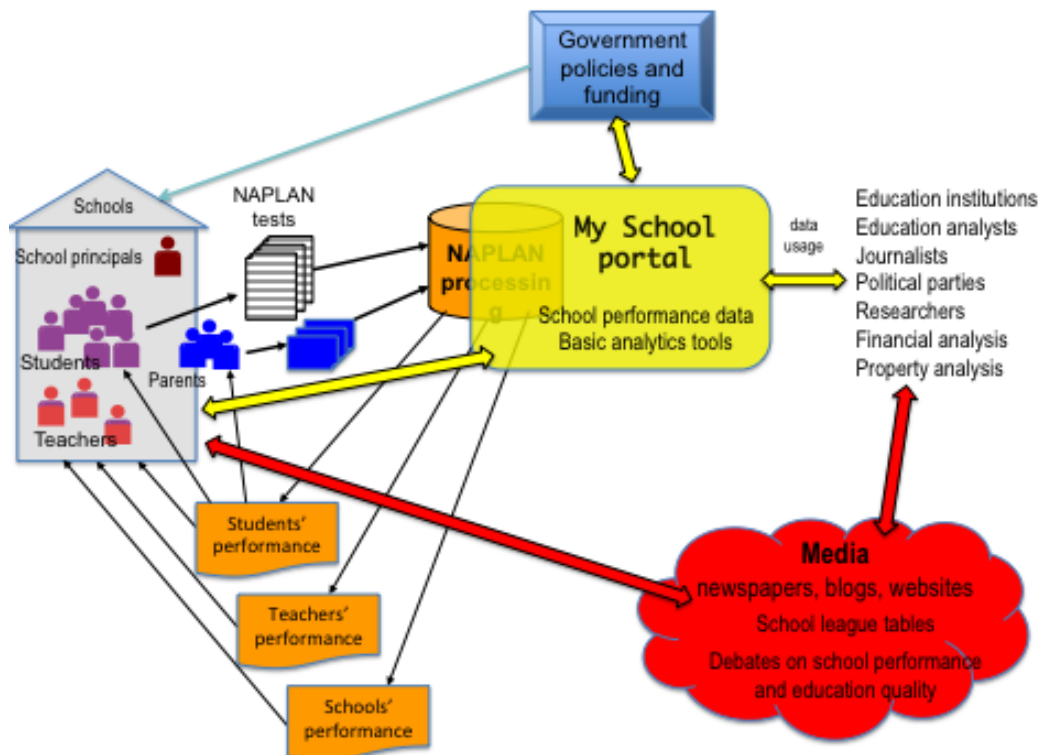 Government
policies and
funding
Schools
School principals
Students
Teachers
Parents
NAPLAN
tests
NAPLAN
processin
g
My School
portal
School performance data
Basic analytics tools
data
usage
Education institutions
Education analysts
Journalists
Political parties
Researchers
Financial analysis
Property analysis
Students'
performance
Teachers'
performance
Schools'
performance
Media
newspapers, blogs, websites
School league tables
Debates on school performance
and education quality